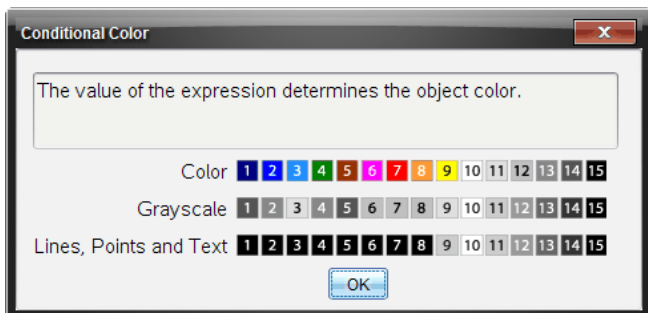 Conditional Color
x
The value of the expression determines the object color.
Color 1 2 3 4 5 6 7 8 9 10 11 12 13 14 15
Grayscale 1 2 3 4 5 6 7 8 9 10 11 12 13 14 15
Lines, Points and Text 1 2 3 4 5 6 7 8 9 10 11 12 13 14 15
OK